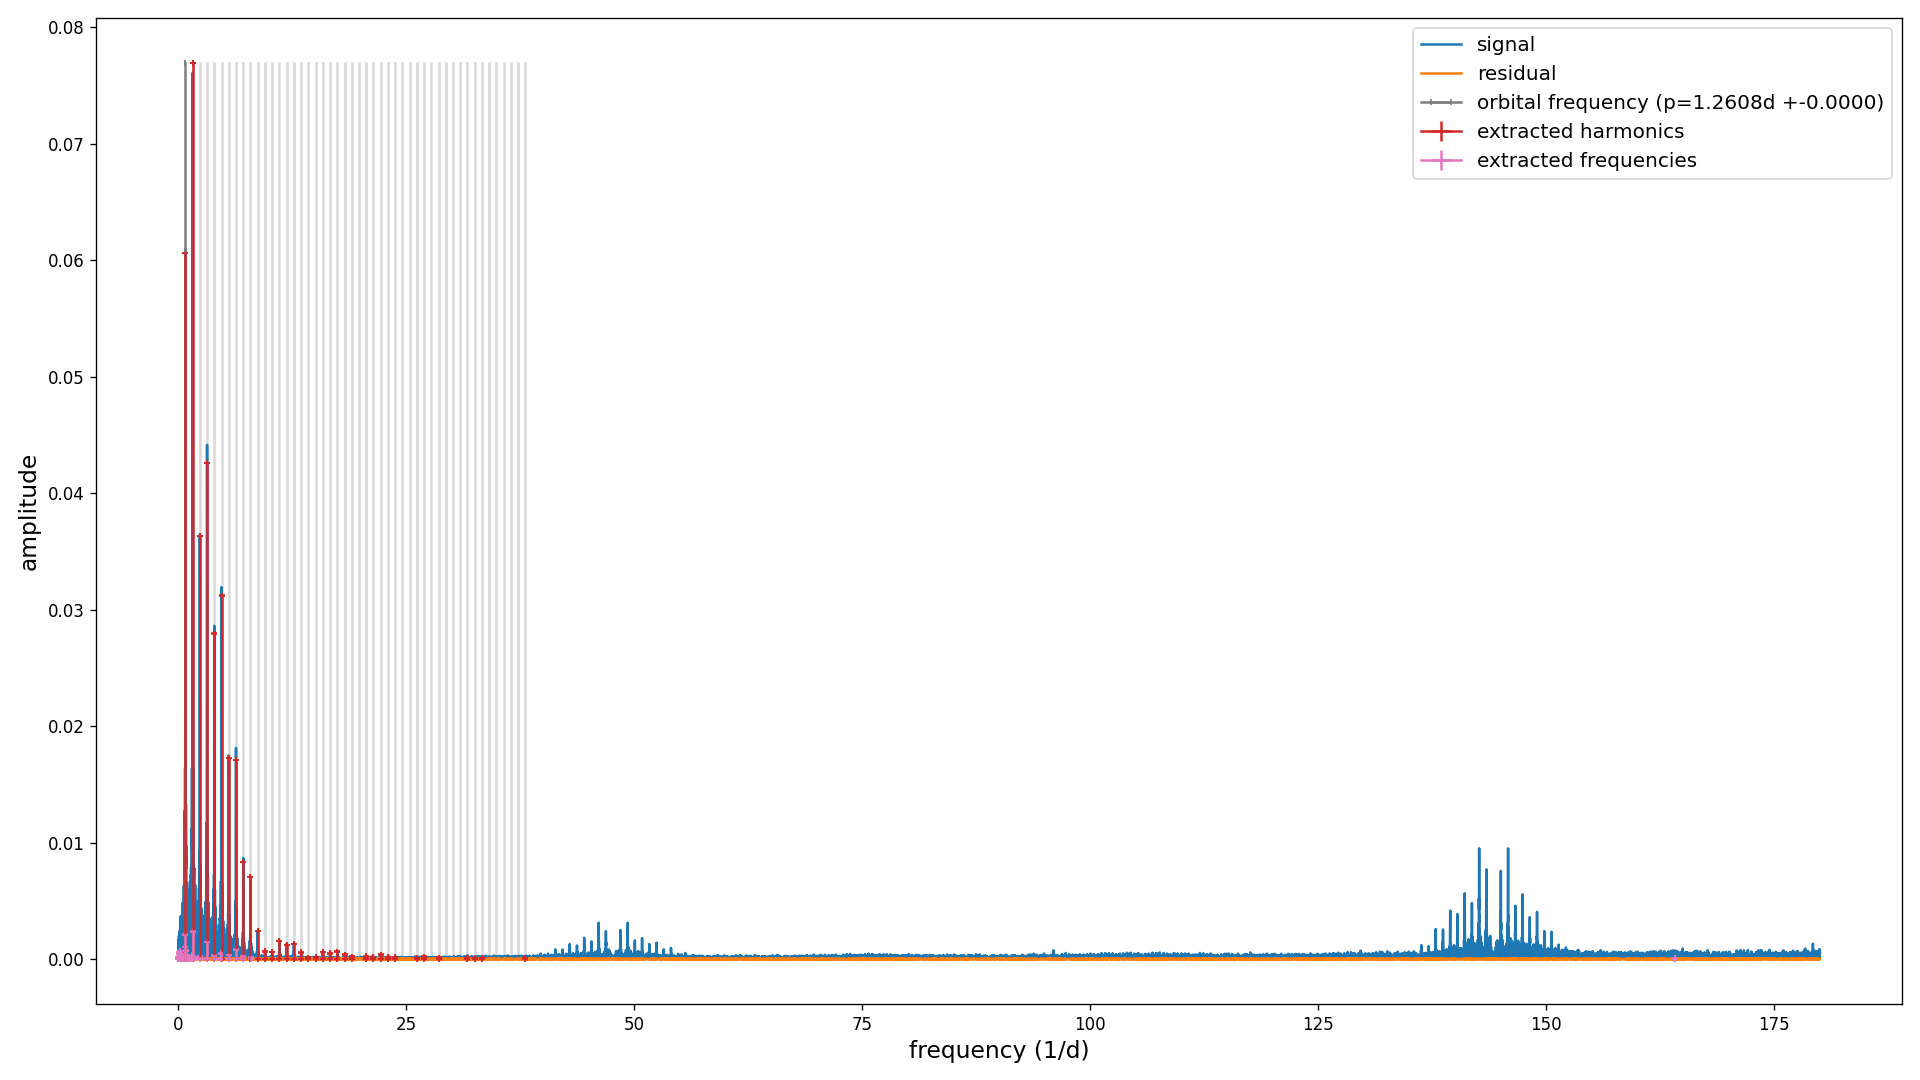 0.08
0.07
0.06
0.05
0.04
0.03
0.02
0.01
0.00
amplitude
signal
residual
orbital frequency (p=1.2608d +-0.0000)
extracted harmonics
extracted frequencies
0 25 50 75 100 125 150 175
frequency (1/d)